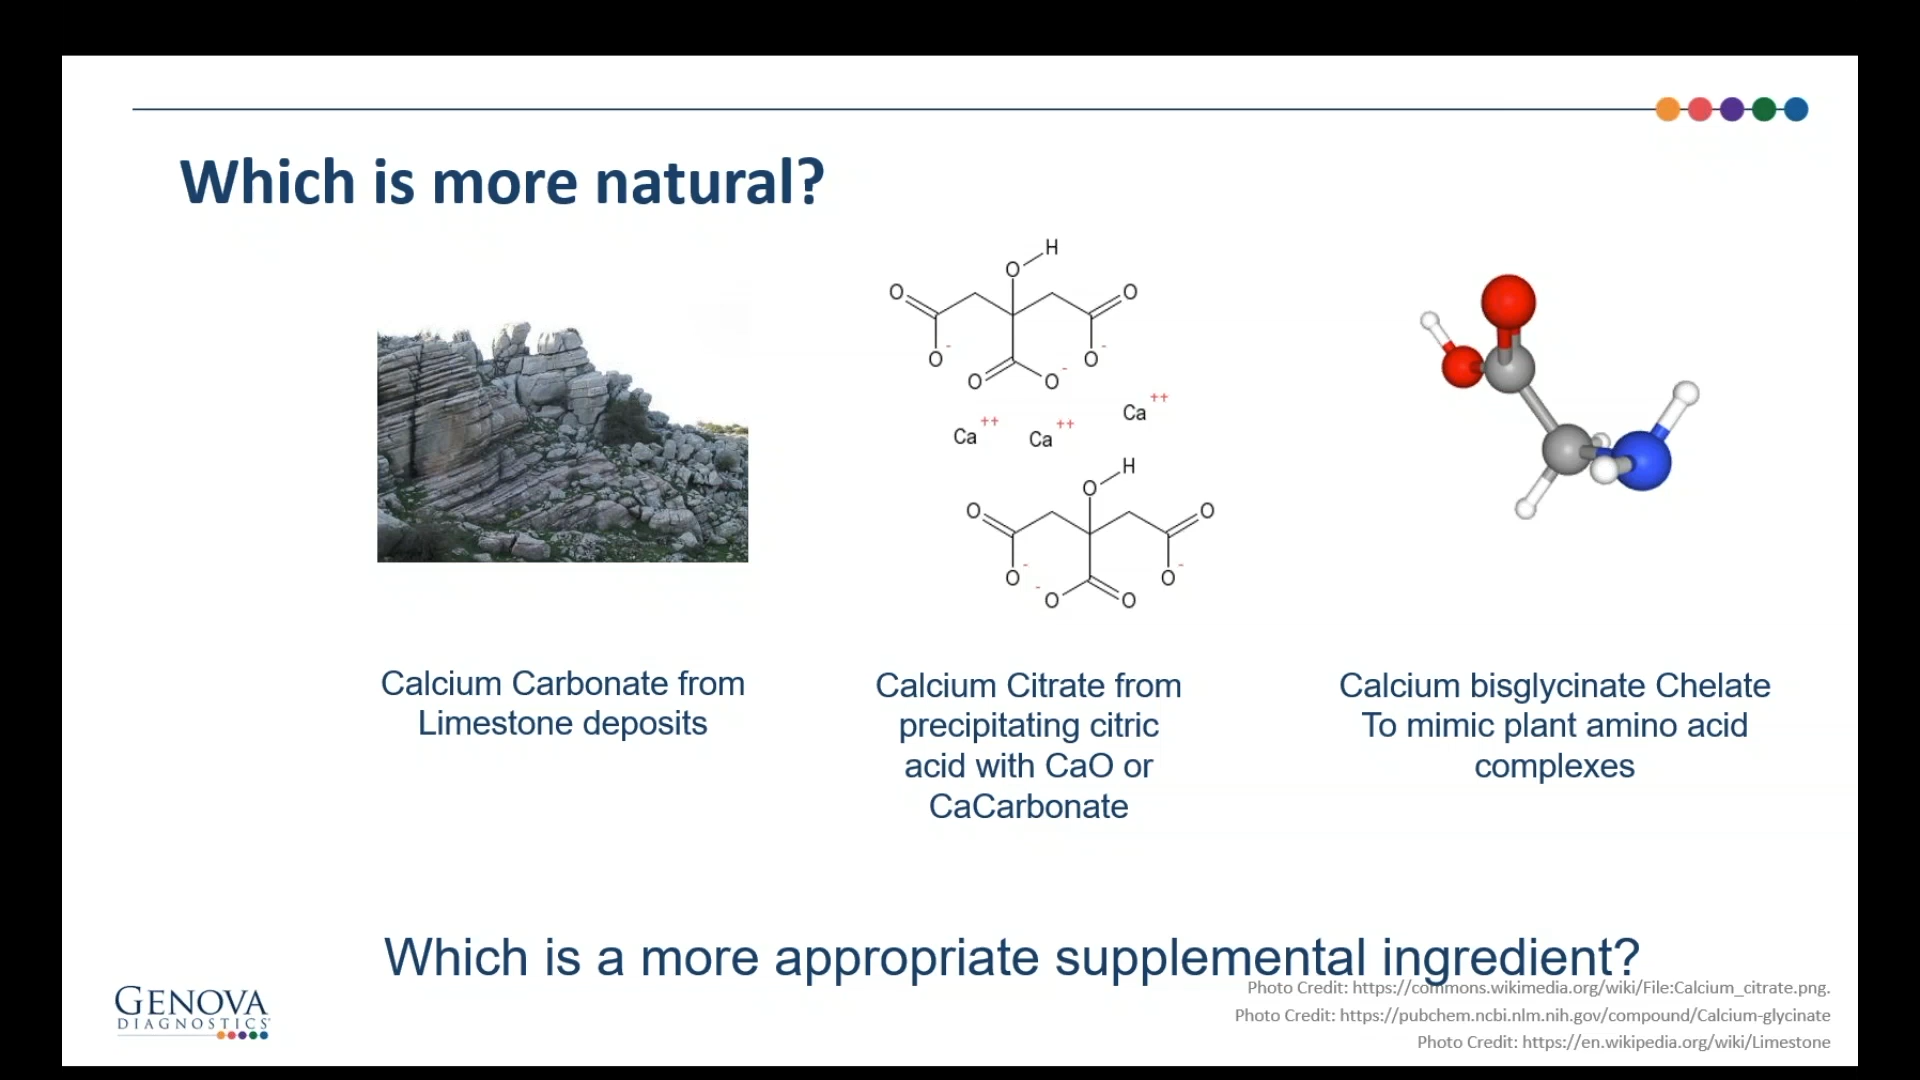 Which is more natural?
H
O
O
O
O
-
O
-
O
O
O
-
Ca ++
Ca ++
Ca ++
H
O
O
O
O
-
O
-
O
-
O
O
Calcium Carbonate from
Limestone deposits
Calcium Citrate from
precipitating citric
acid with CaO or
CaCarbonate
Calcium bisglycinate Chelate
To mimic plant amino acid
complexes
Which is a more appropriate supplemental ingredient?
Photo Credit: https://commons.wikimedia.org/wiki/File:Calcium_citrate.png.
Photo Credit: https://pubchem.ncbi.nlm.nih.gov/compound/Calcium-glycinate
Photo Credit: https://en.wikipedia.org/wiki/Limestone
GENOVA
DIAGNOSTICS